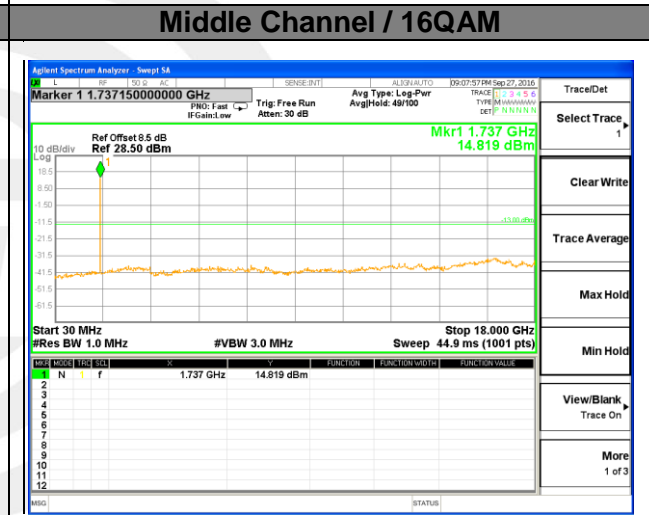 Middle Channel / 16QAM
Agilent Spectrum Analyzer - Swept SA
L RF 50 Ω AC SENSE:INT ALIGNAUTO 09:07:57 PM Sep 27, 2016
Marker 1 1.737150000000 GHz
PNO: Fast
IFGain:Low
Trig: Free Run
Atten: 30 dB
Avg Type: Log-Pwr
Avg|Hold: 49/100
TRACE 1 2 3 4 5 6
TYPE M
DET P N N N N N
Ref Offset 8.5 dB
Ref 28.50 dBm
10 dB/div
Log
Mkr1 1.737 GHz
14.819 dBm
1
18.5
8.50
-1.50
-11.5
-13.00 dBm
-21.5
-31.5
-41.5
-51.5
-61.5
Start 30 MHz
Stop 18.000 GHz
#Res BW 1.0 MHz
#VBW 3.0 MHz
Sweep 44.9 ms (1001 pts)
MKR MODE TRC SCL X Y FUNCTION FUNCTION WIDTH FUNCTION VALUE
1 N 1 f 1.737 GHz 14.819 dBm
2
3
4
5
6
7
8
9
10
11
12
MSG
STATUS
Trace/Det
Select Trace
1
Clear Write
Trace Average
Max Hold
Min Hold
View/Blank
Trace On
More
1 of 3